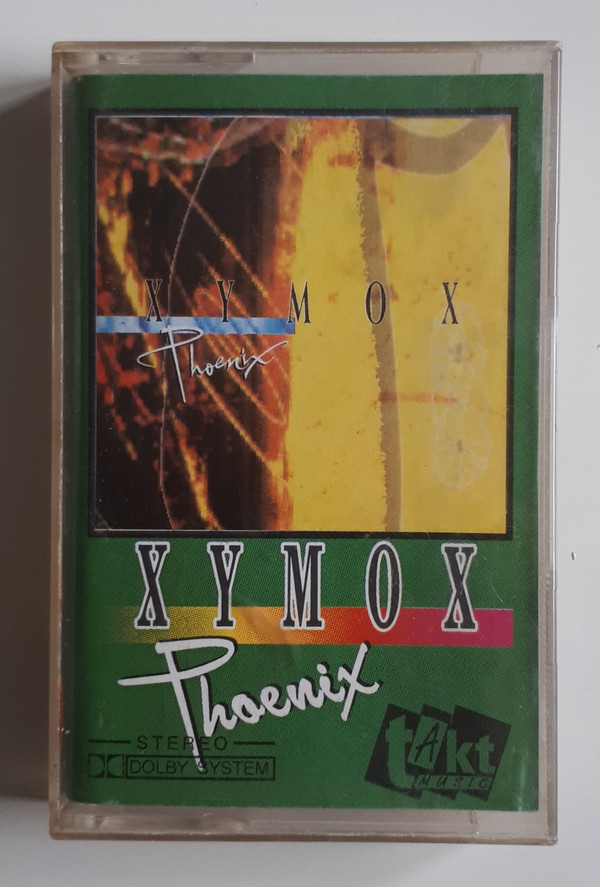 XYMOX
Phoenix
XYMOX
Phoenix
STEREO
DOLBY SYSTEM
takt
MUSIC